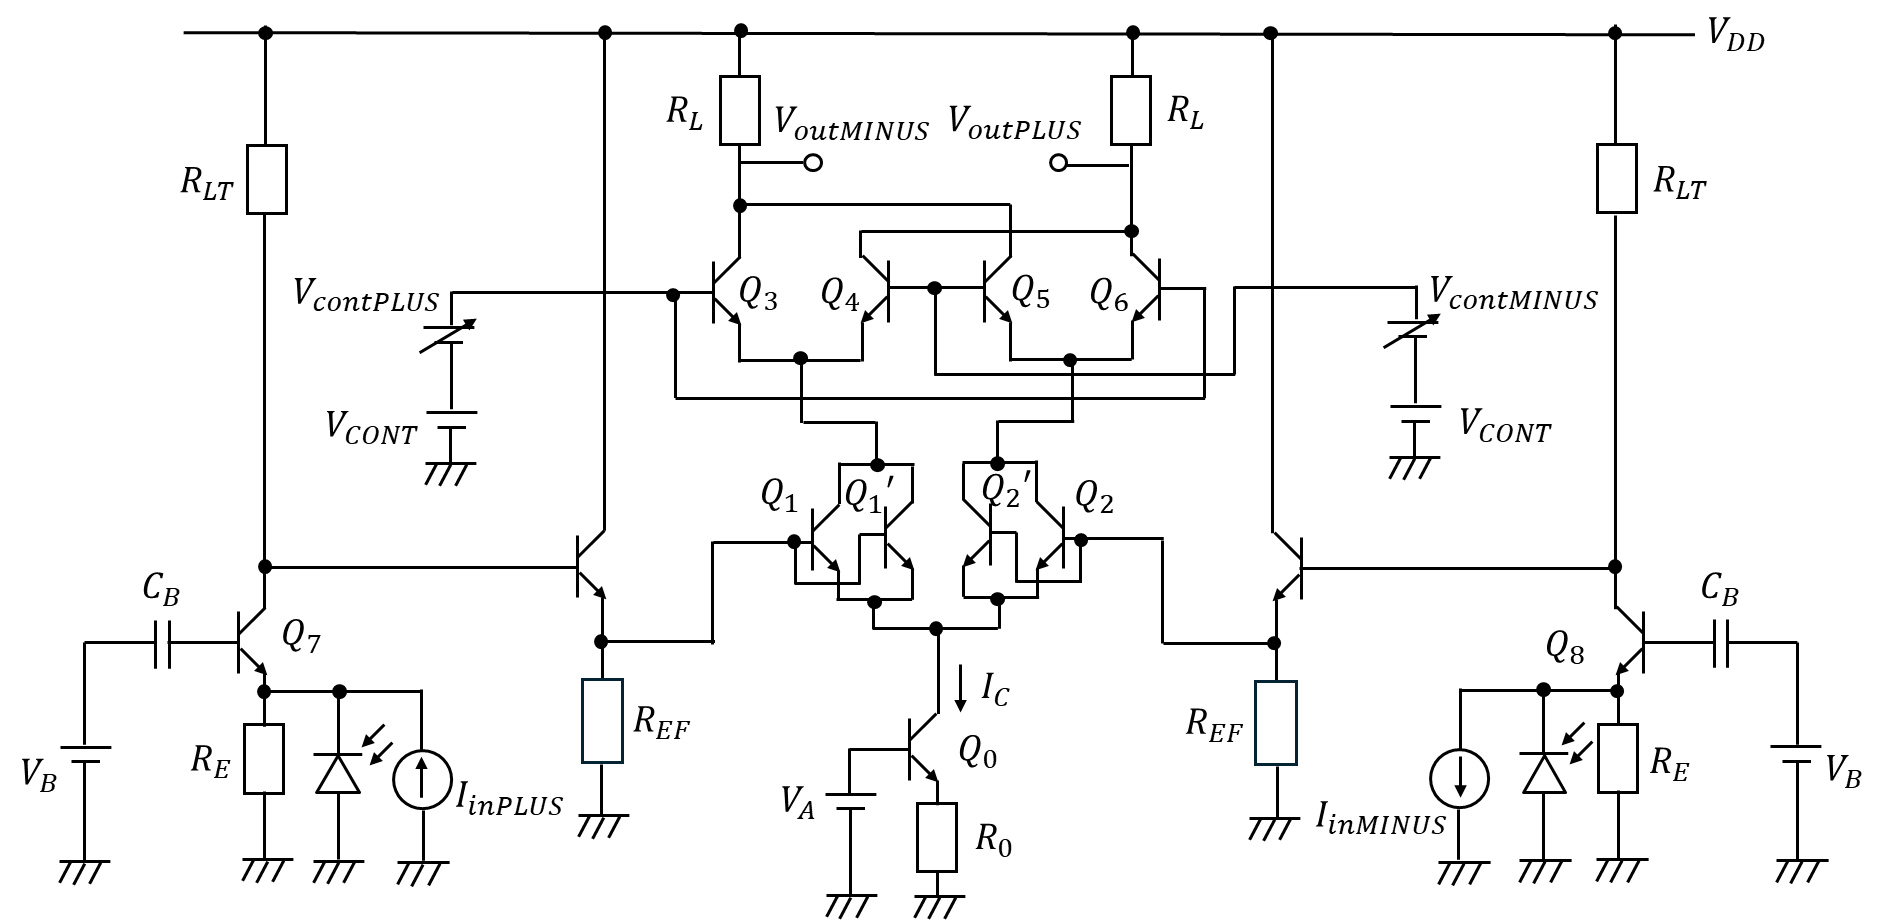 V_DD
R_L
V_outMINUS
V_outPLUS
R_L
R_LT
R_LT
V_contPLUS
Q_3
Q_4
Q_5
Q_6
V_contMINUS
V_CONT
V_CONT
Q_1
Q_1'
Q_2'
Q_2
C_B
Q_7
C_B
Q_8
I_C
V_B
R_E
I_inPLUS
R_EF
Q_0
R_EF
I_inMINUS
R_E
V_B
V_A
R_0